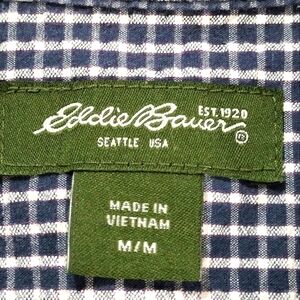 EST. 1920
Eddie Bauer ®
SEATTLE USA
MADE IN
VIETNAM
M/M